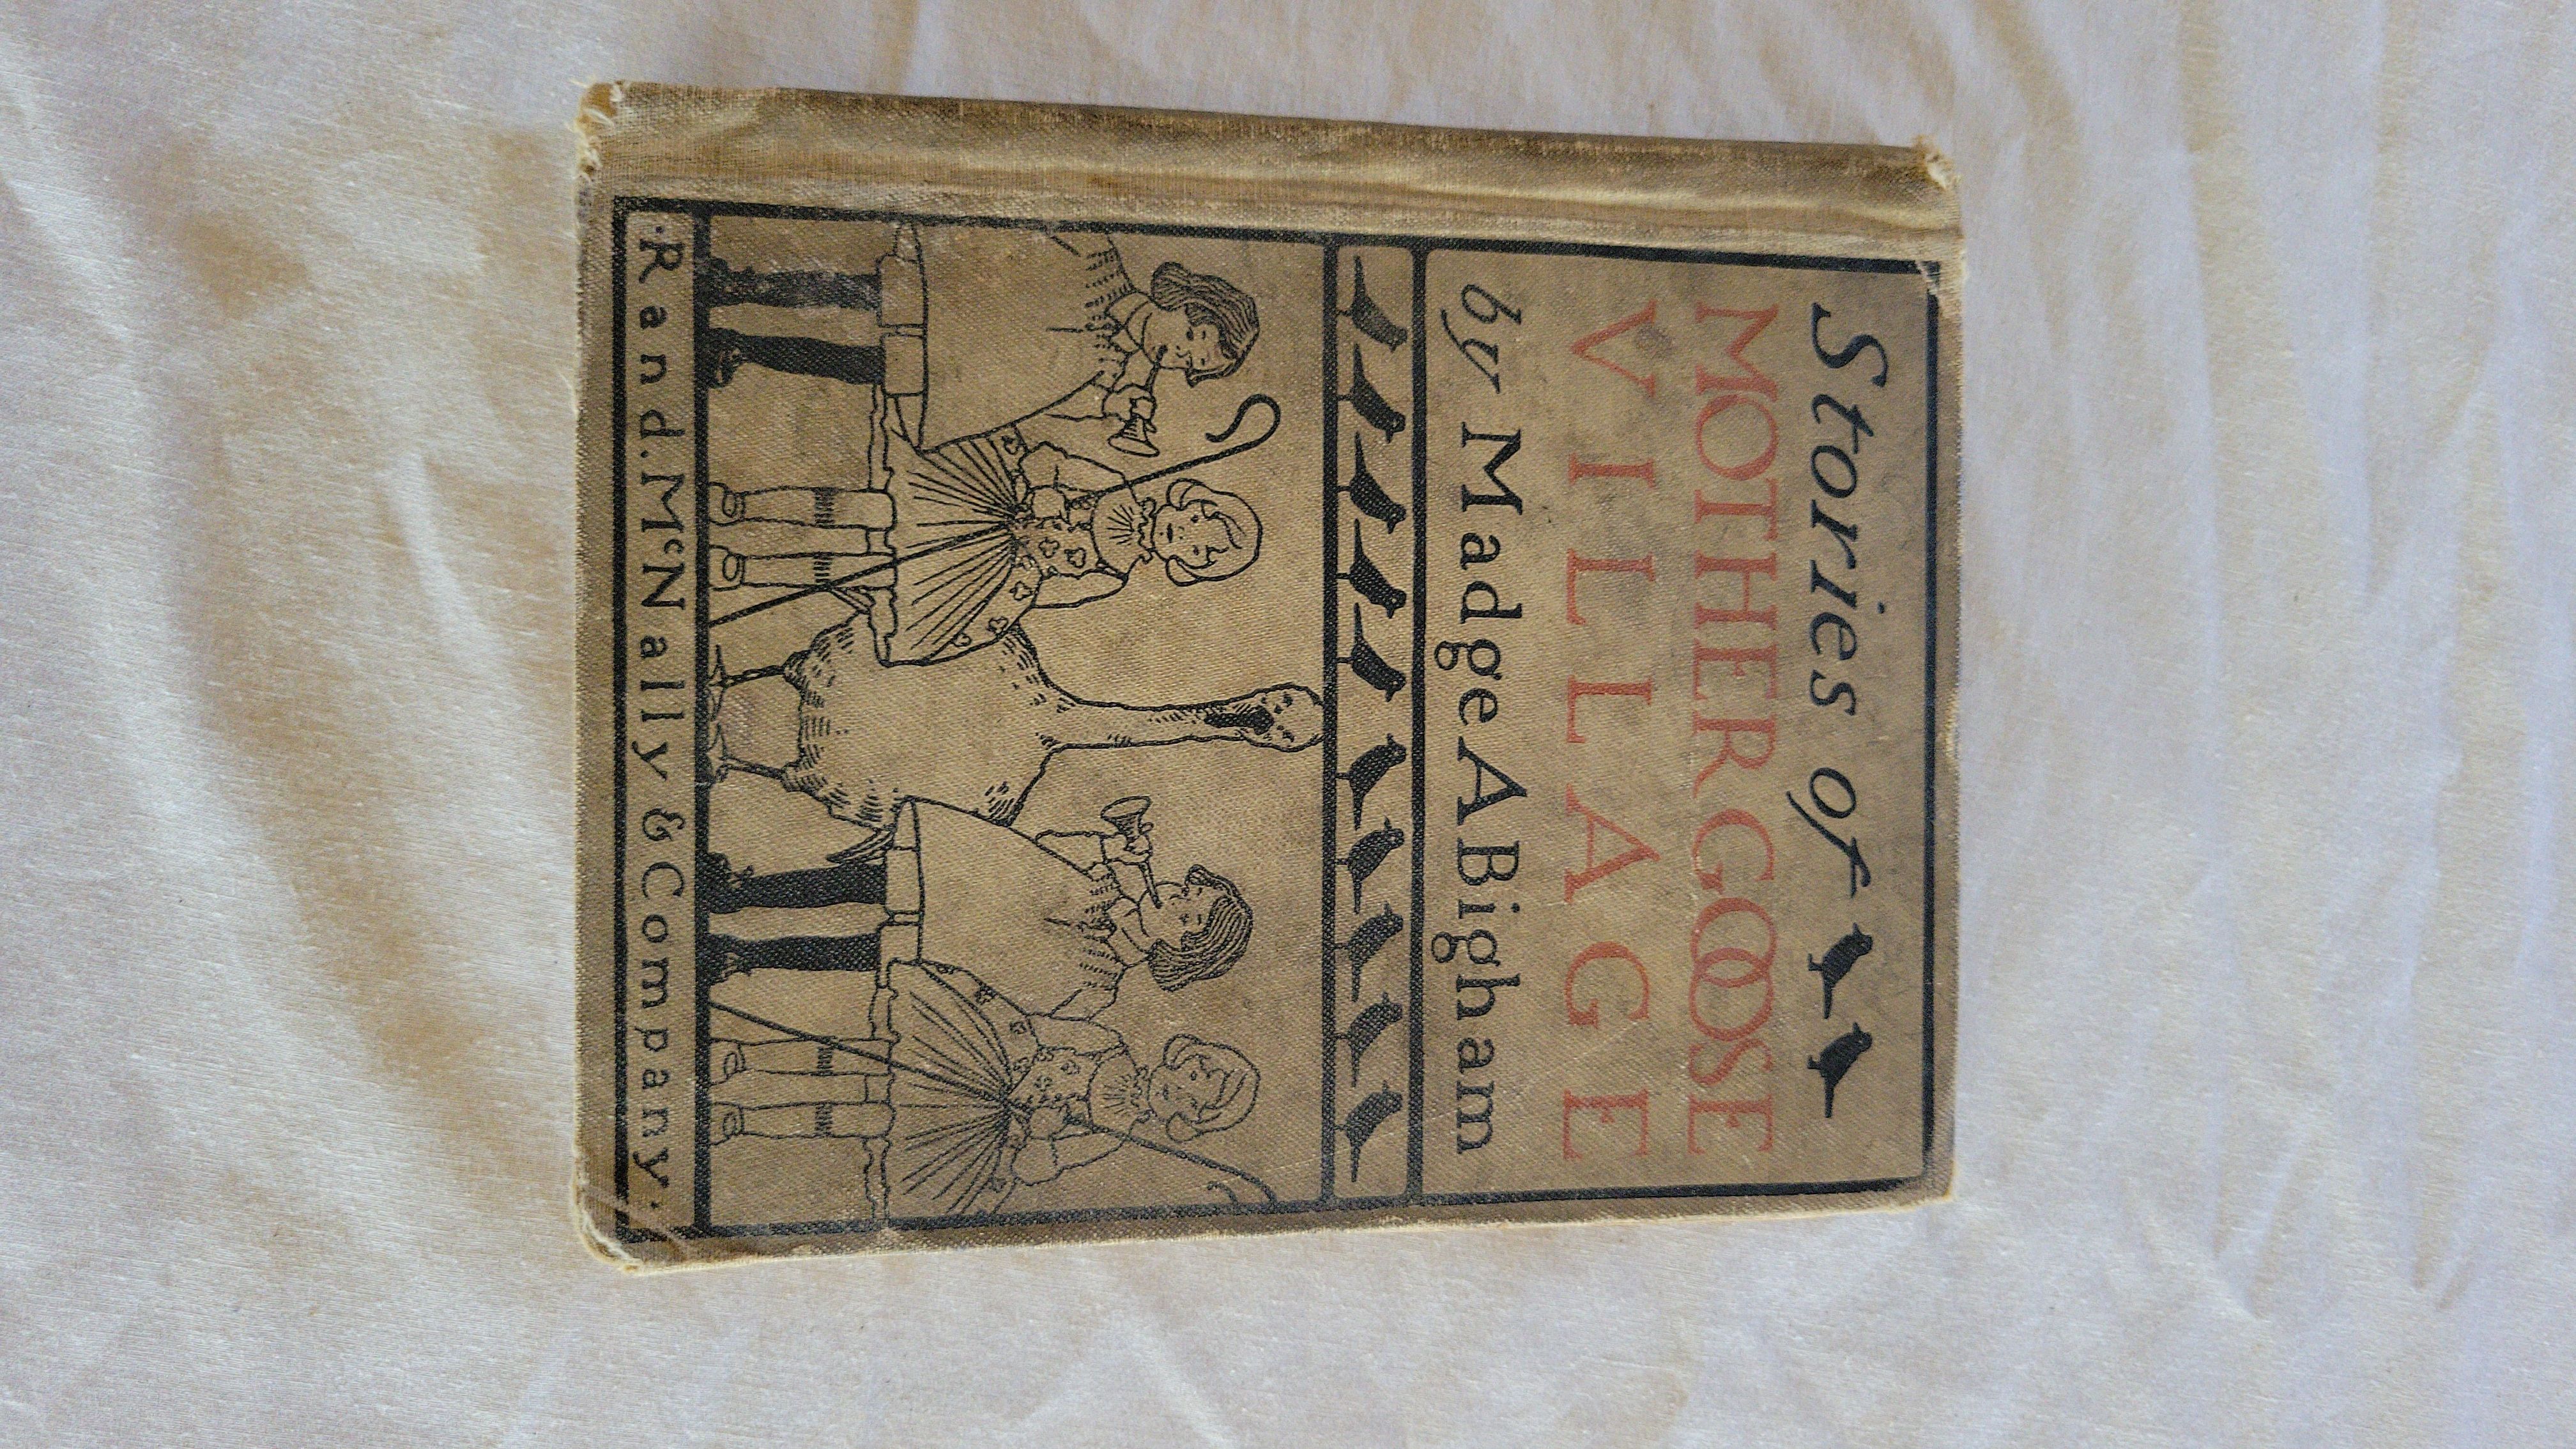 Stories of
MOTHER GOOSE
VILLAGE
by Madge A Bigham
·Rand.McNally & Company·